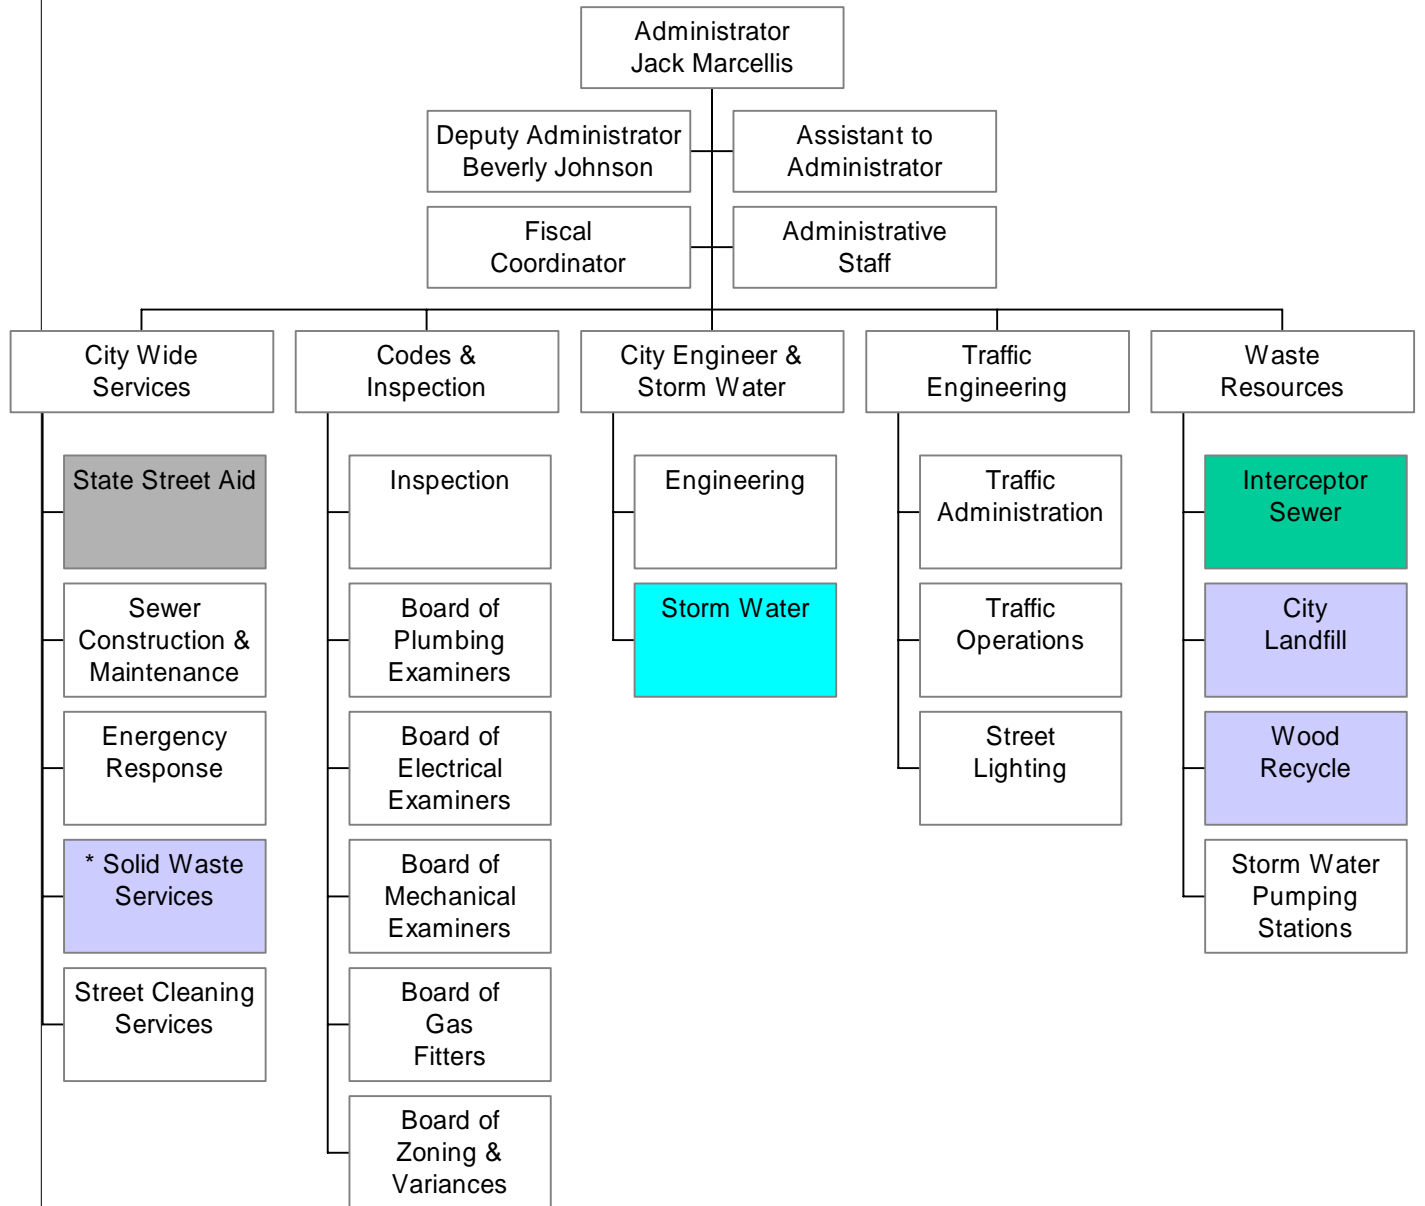 Administrator
Jack Marcellis
Deputy Administrator
Beverly Johnson
Assistant to
Administrator
Fiscal
Coordinator
Administrative
Staff
City Wide
Services
Codes &
Inspection
City Engineer &
Storm Water
Traffic
Engineering
Waste
Resources
State Street Aid
Sewer
Construction &
Maintenance
Energency
Response
* Solid Waste
Services
Street Cleaning
Services
Inspection
Board of
Plumbing
Examiners
Board of
Electrical
Examiners
Board of
Mechanical
Examiners
Board of
Gas
Fitters
Board of
Zoning &
Variances
Engineering
Storm Water
Traffic
Administration
Traffic
Operations
Street
Lighting
Interceptor
Sewer
City
Landfill
Wood
Recycle
Storm Water
Pumping
Stations